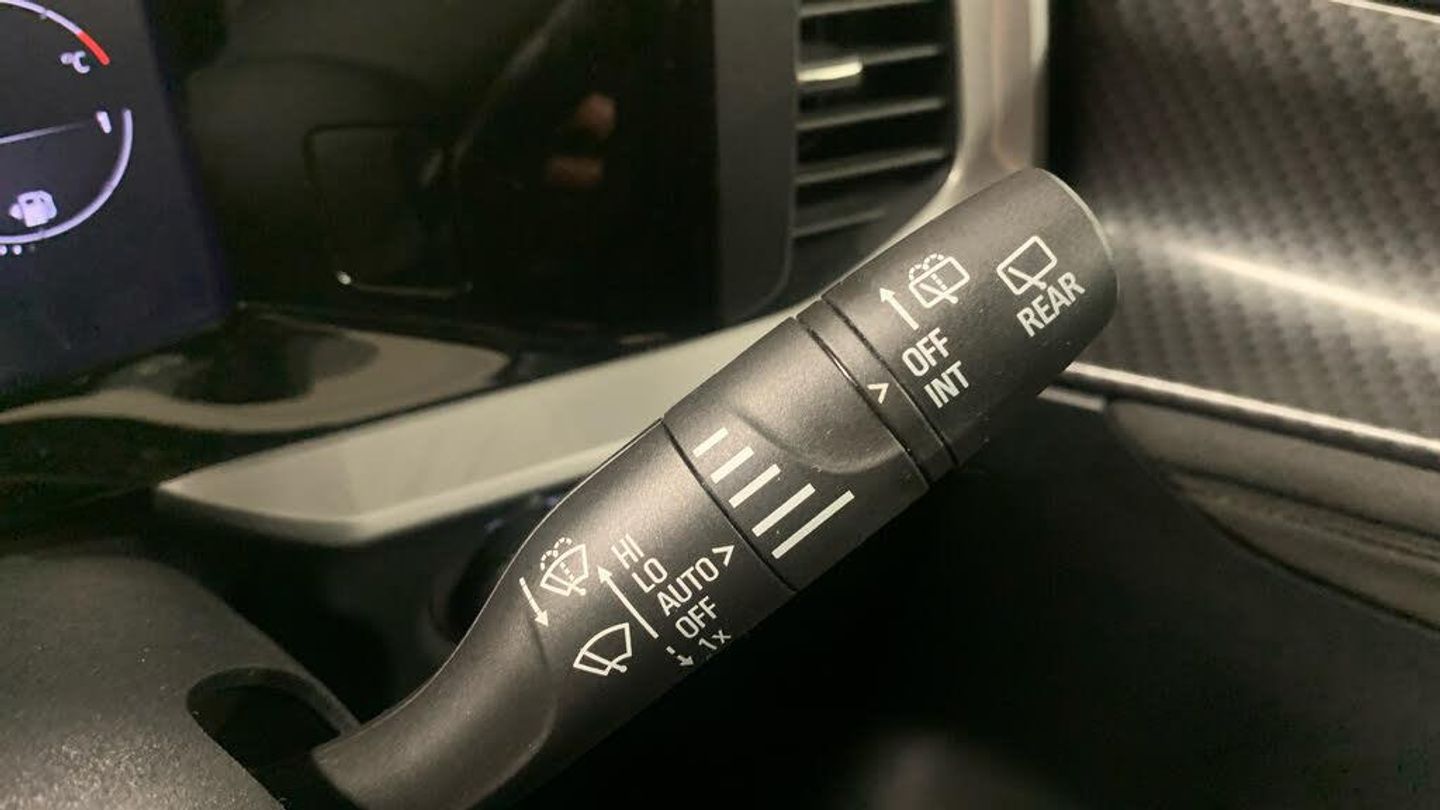 °C
REAR
OFF
INT
HI
LO
AUTO >
OFF
1x